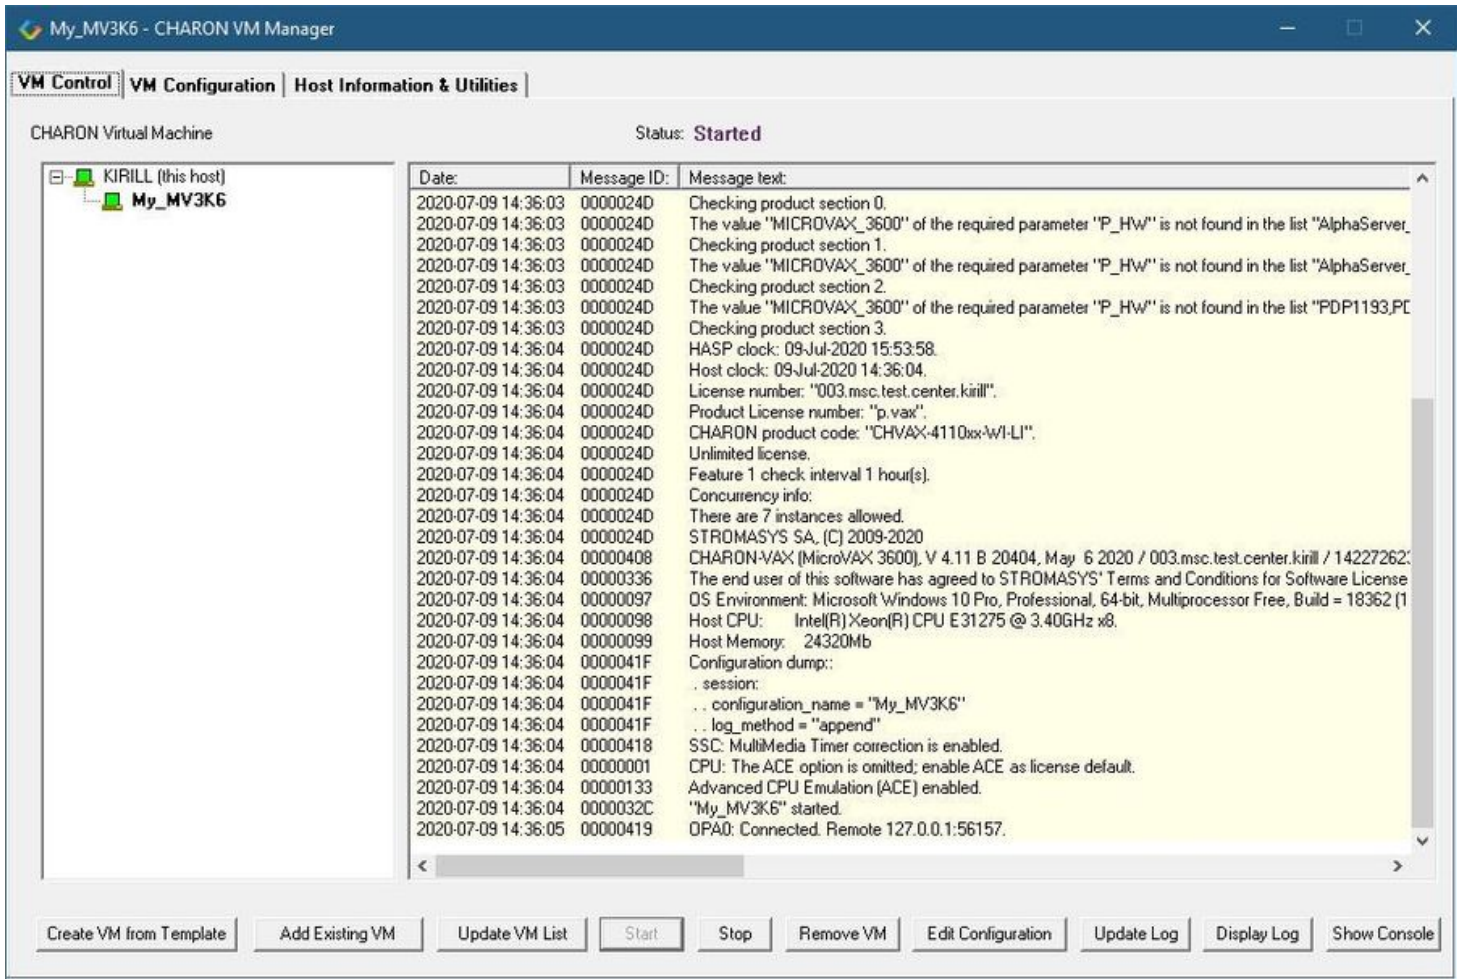 My_MV3K6 - CHARON VM Manager
VM Control VM Configuration Host Information & Utilities
CHARON Virtual Machine
Status: Started
KIRILL (this host)
My_MV3K6
Date: Message ID: Message text:
2020-07-09 14:36:03 0000024D Checking product section 0.
2020-07-09 14:36:03 0000024D The value "MICROVAX_3600" of the required parameter "P_HW" is not found in the list "AlphaServer_
2020-07-09 14:36:03 0000024D Checking product section 1.
2020-07-09 14:36:03 0000024D The value "MICROVAX_3600" of the required parameter "P_HW" is not found in the list "AlphaServer_
2020-07-09 14:36:03 0000024D Checking product section 2.
2020-07-09 14:36:03 0000024D The value "MICROVAX_3600" of the required parameter "P_HW" is not found in the list "PDP1193,PD
2020-07-09 14:36:03 0000024D Checking product section 3.
2020-07-09 14:36:04 0000024D HASP clock: 09-Jul-2020 15:53:58.
2020-07-09 14:36:04 0000024D Host clock: 09-Jul-2020 14:36:04.
2020-07-09 14:36:04 0000024D License number: "003.msc.test.center.kirill".
2020-07-09 14:36:04 0000024D Product License number: "p.vax".
2020-07-09 14:36:04 0000024D CHARON product code: "CHVAX-4110xx-WI-LI".
2020-07-09 14:36:04 0000024D Unlimited license.
2020-07-09 14:36:04 0000024D Feature 1 check interval 1 hour(s).
2020-07-09 14:36:04 0000024D Concurrency info:
2020-07-09 14:36:04 0000024D There are 7 instances allowed.
2020-07-09 14:36:04 0000024D STROMASYS SA, (C) 2009-2020
2020-07-09 14:36:04 00000408 CHARON-VAX (MicroVAX 3600), V 4.11 B 20404, May 6 2020 / 003.msc.test.center.kirill / 142272623
2020-07-09 14:36:04 00000336 The end user of this software has agreed to STROMASYS' Terms and Conditions for Software License
2020-07-09 14:36:04 00000097 OS Environment: Microsoft Windows 10 Pro, Professional, 64-bit, Multiprocessor Free, Build = 18362 (1
2020-07-09 14:36:04 00000098 Host CPU: Intel(R) Xeon(R) CPU E31275 @ 3.40GHz x8.
2020-07-09 14:36:04 00000099 Host Memory: 24320Mb
2020-07-09 14:36:04 0000041F Configuration dump::
2020-07-09 14:36:04 0000041F . session:
2020-07-09 14:36:04 0000041F . . configuration_name = "My_MV3K6"
2020-07-09 14:36:04 0000041F . . log_method = "append"
2020-07-09 14:36:04 00000418 SSC: MultiMedia Timer correction is enabled.
2020-07-09 14:36:04 00000001 CPU: The ACE option is omitted; enable ACE as license default.
2020-07-09 14:36:04 00000133 Advanced CPU Emulation (ACE) enabled.
2020-07-09 14:36:04 0000032C "My_MV3K6" started.
2020-07-09 14:36:05 00000419 OPA0: Connected. Remote 127.0.0.1:56157.
Create VM from Template Add Existing VM Update VM List Start Stop Remove VM Edit Configuration Update Log Display Log Show Console